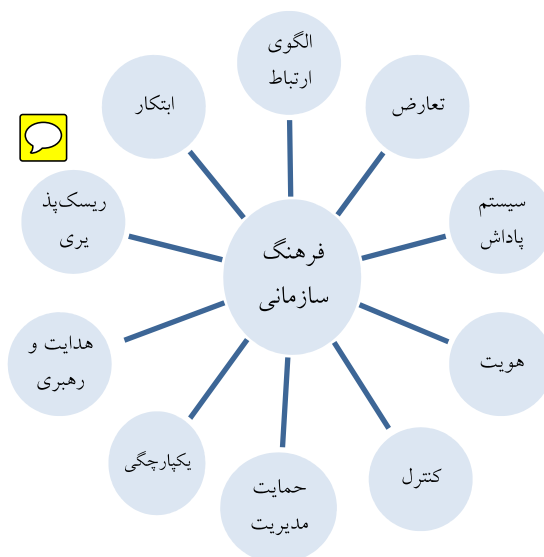 الگوی
ارتباط
تعارض
سیستم
پاداش
هویت
کنترل
حمایت
مدیریت
یکپارچگی
هدایت و
رهبری
ریسک‌پذ
یری
ابتکار
فرهنگ
سازمانی